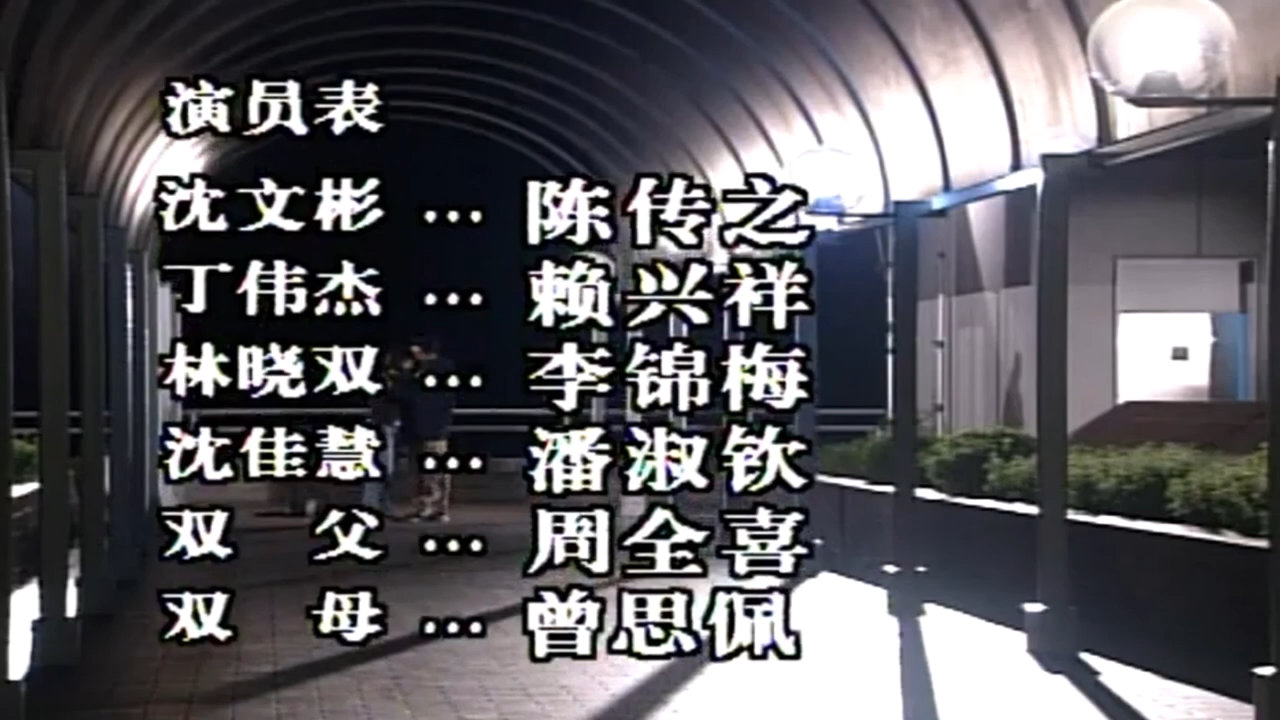 演员表
沈文彬 ... 陈传之
丁伟杰 ... 赖兴祥
林晓双 ... 李锦梅
沈佳慧 ... 潘淑钦
双 父 ... 周全喜
双 母 ... 曾思佩